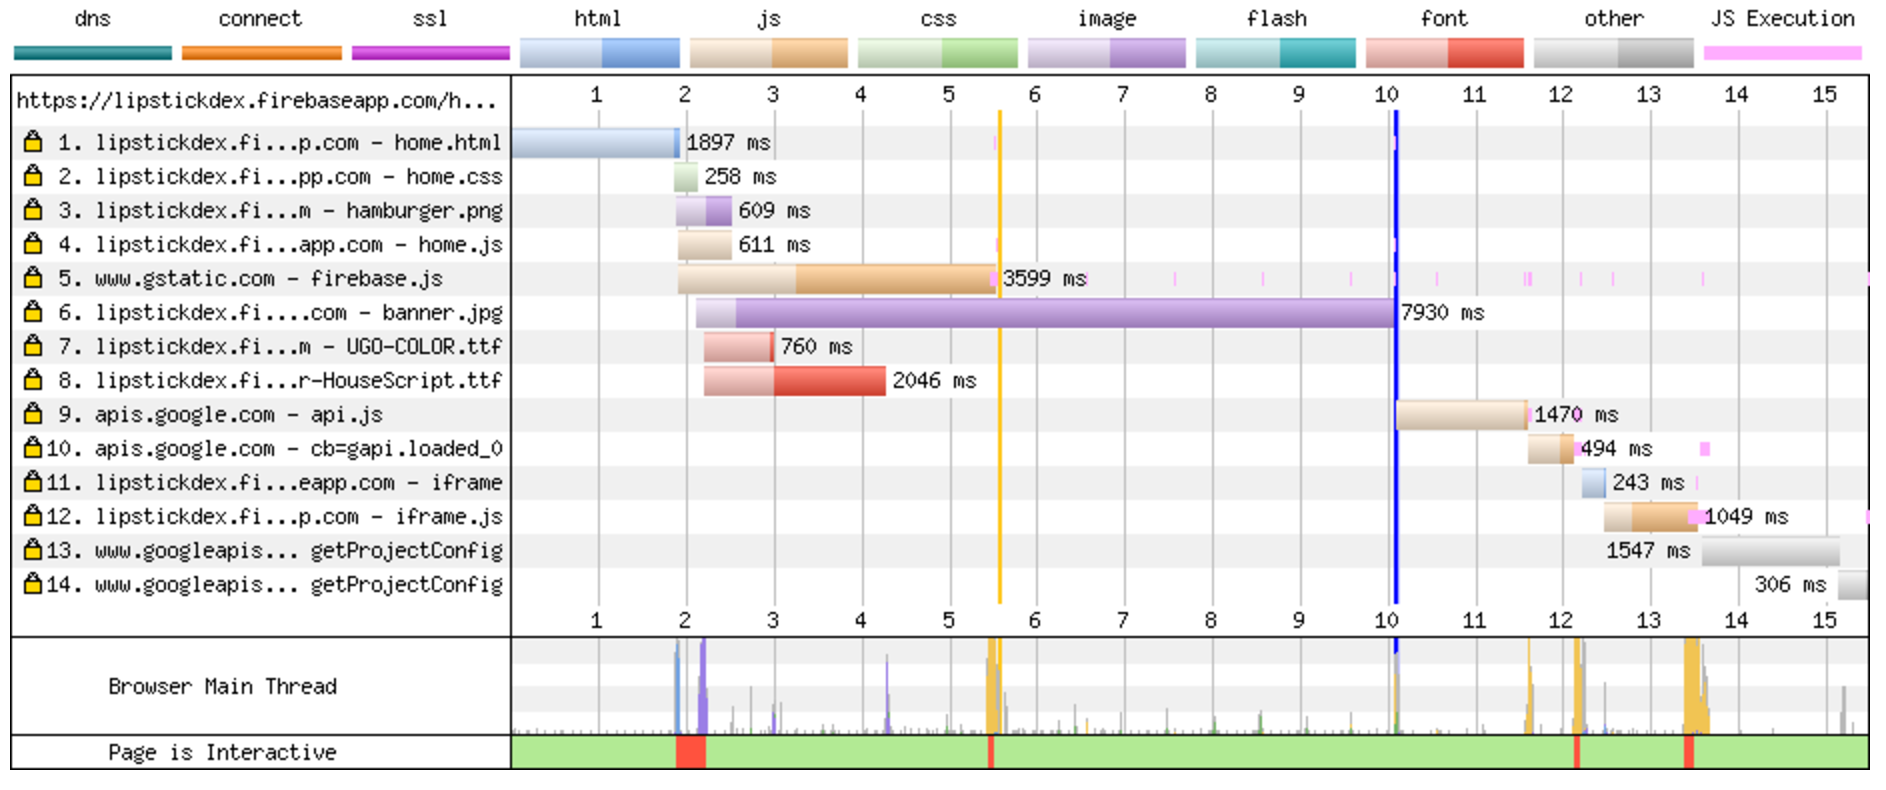 dns connect ssl html js css image flash font other JS Execution
https://lipstickdex.firebaseapp.com/h... 1 2 3 4 5 6 7 8 9 10 11 12 13 14 15
1. lipstickdex.fi...p.com - home.html 1897 ms
2. lipstickdex.fi...pp.com - home.css 258 ms
3. lipstickdex.fi...m - hamburger.png 609 ms
4. lipstickdex.fi...app.com - home.js 611 ms
5. www.gstatic.com - firebase.js 3599 ms
6. lipstickdex.fi....com - banner.jpg 7930 ms
7. lipstickdex.fi...m - UGO-COLOR.ttf 760 ms
8. lipstickdex.fi...r-HouseScript.ttf 2046 ms
9. apis.google.com - api.js 1470 ms
10. apis.google.com - cb=gapi.loaded_0 494 ms
11. lipstickdex.fi...eapp.com - iframe 243 ms
12. lipstickdex.fi...p.com - iframe.js 1049 ms
13. www.googleapis... getProjectConfig 1547 ms
14. www.googleapis... getProjectConfig 306 ms
1 2 3 4 5 6 7 8 9 10 11 12 13 14 15
Browser Main Thread
Page is Interactive